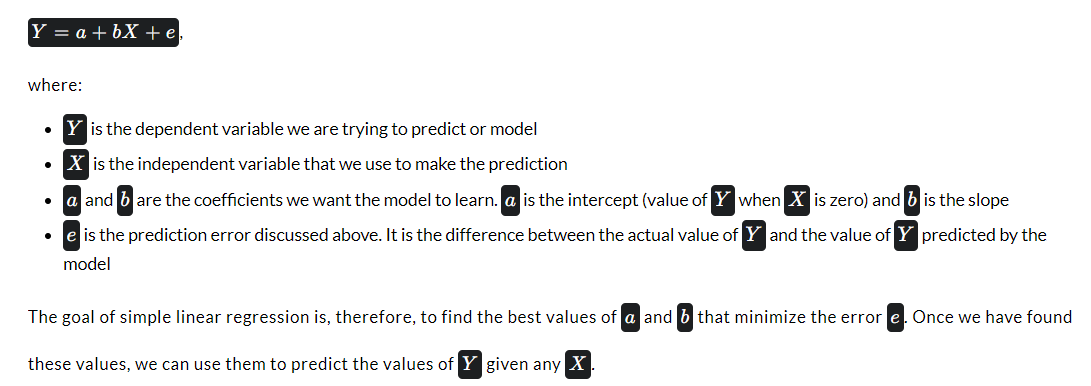 Y = a + bX + e,
where:
• Y is the dependent variable we are trying to predict or model
• X is the independent variable that we use to make the prediction
• a and b are the coefficients we want the model to learn. a is the intercept (value of Y when X is zero) and b is the slope
• e is the prediction error discussed above. It is the difference between the actual value of Y and the value of Y predicted by the
model
The goal of simple linear regression is, therefore, to find the best values of a and b that minimize the error e. Once we have found
these values, we can use them to predict the values of Y given any X.